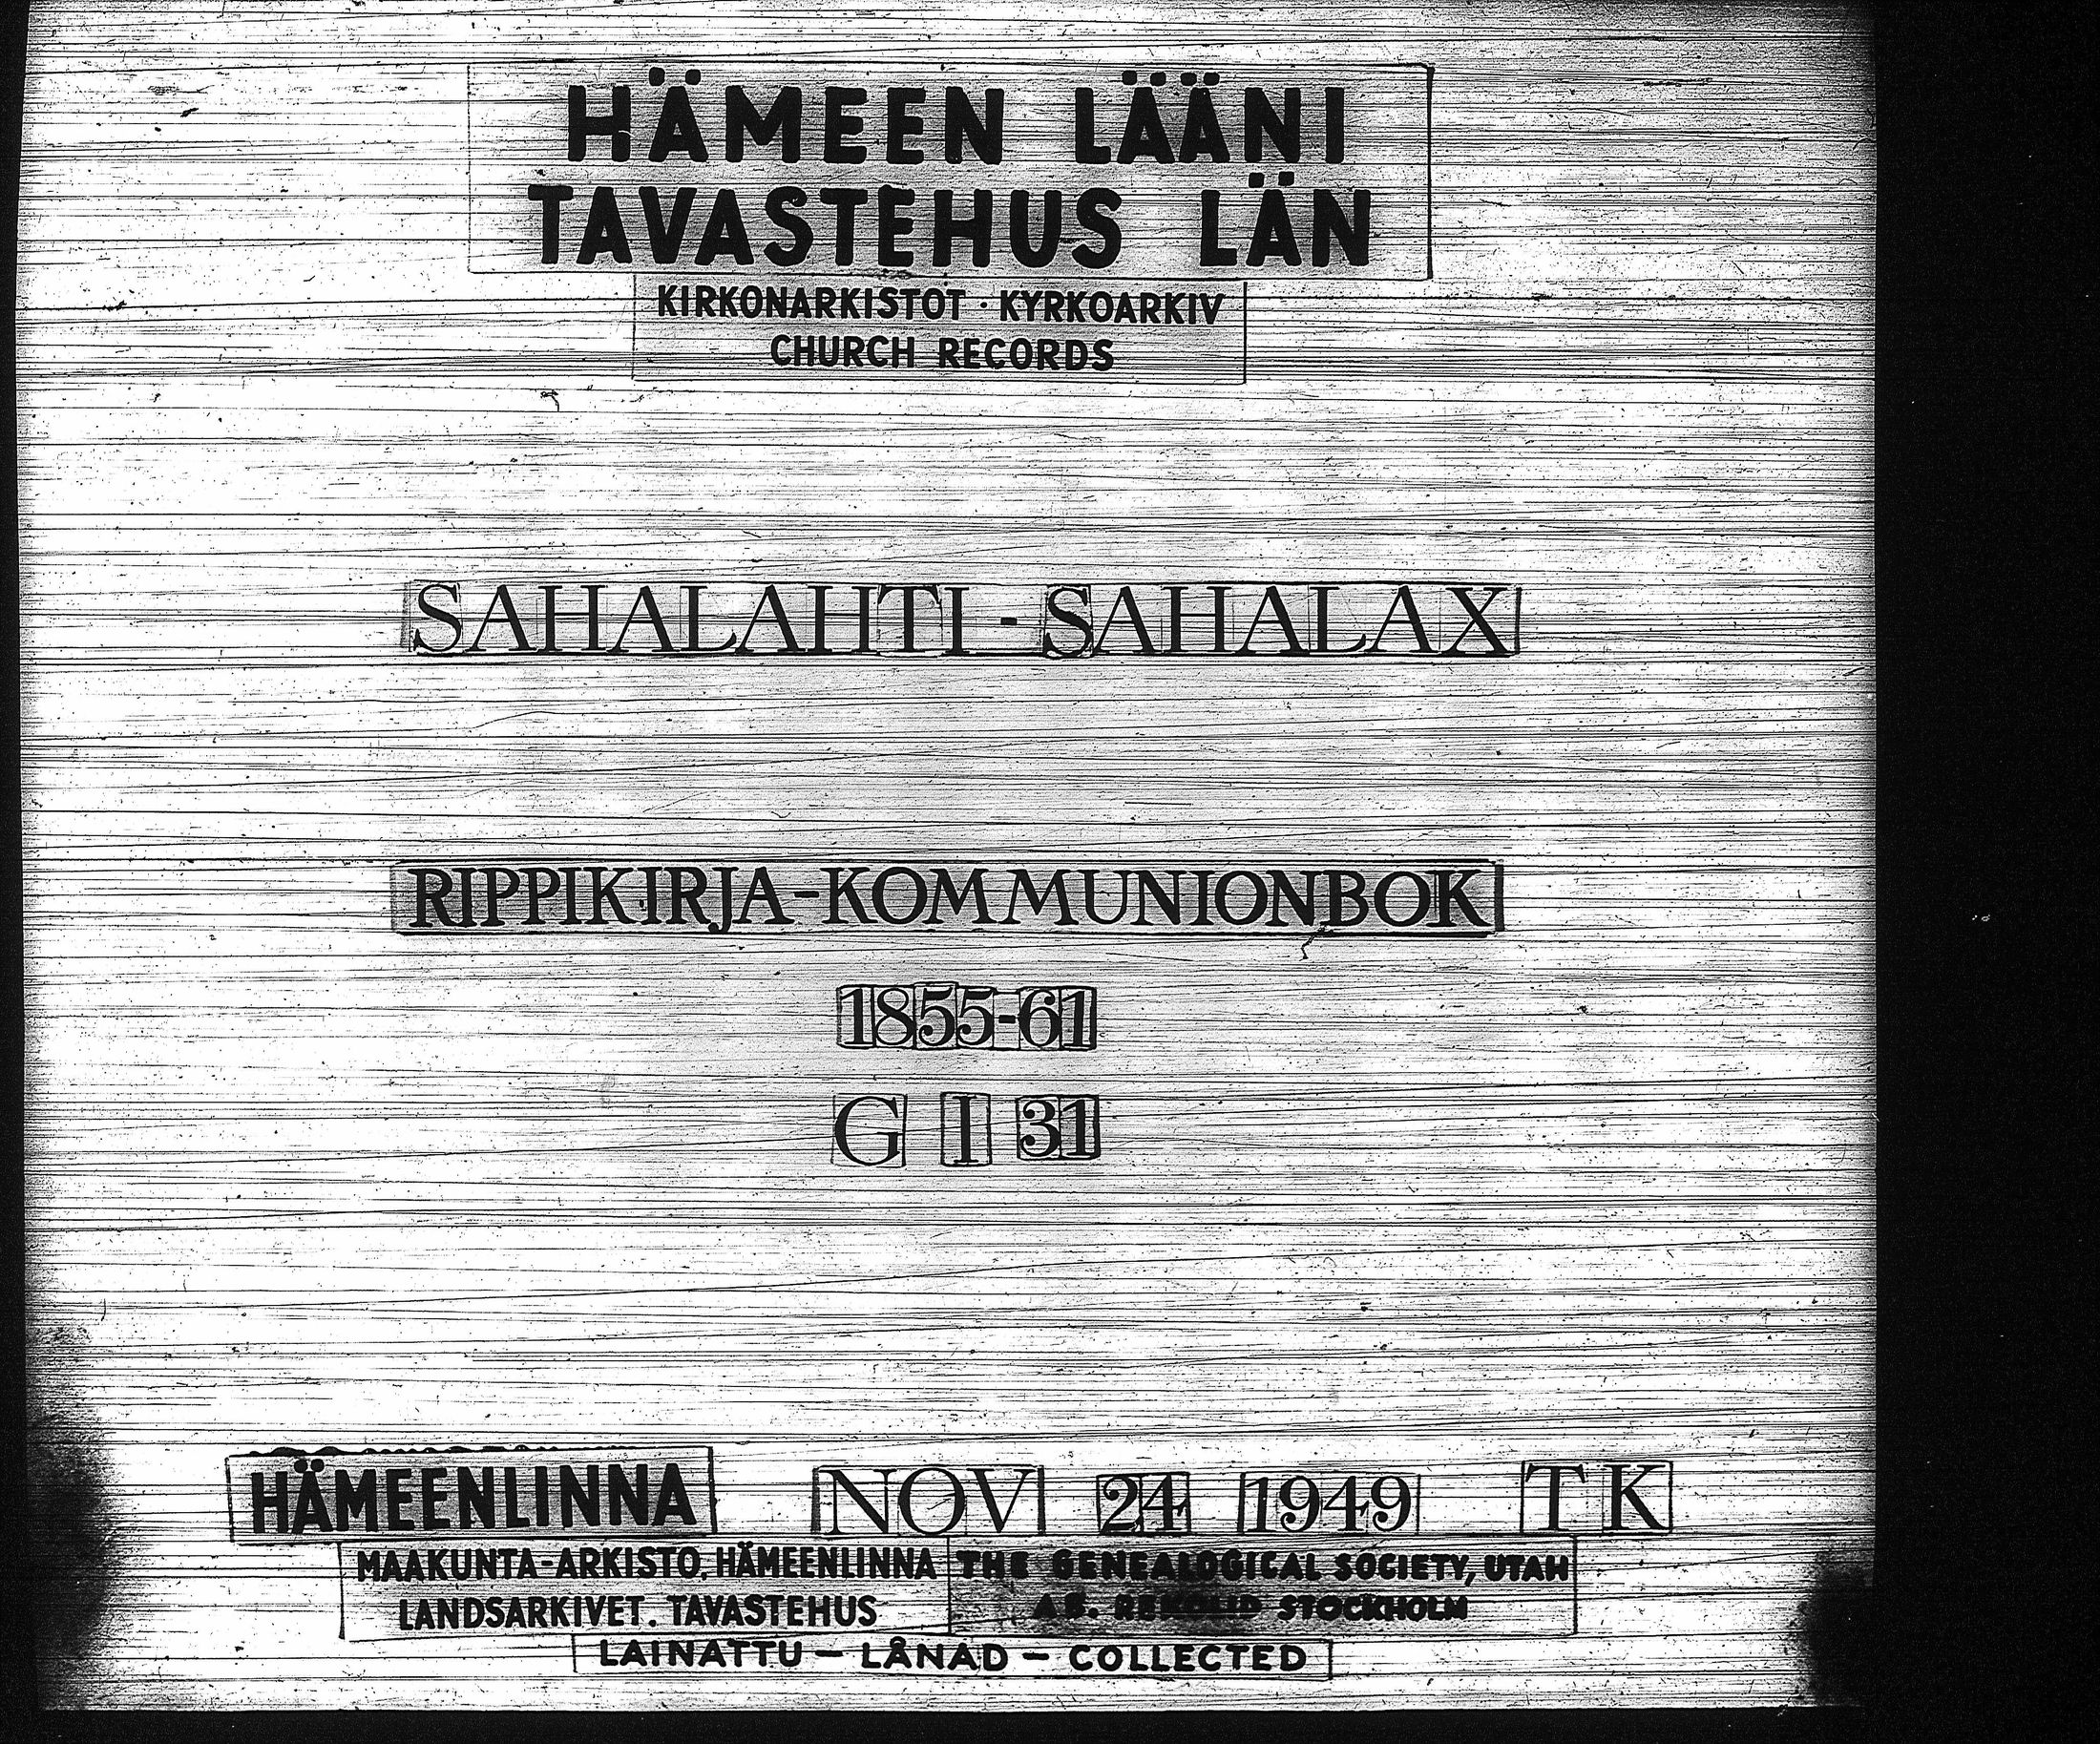 HÄMEEN LÄÄNI
TAVASTEHUS LÄN
KIRKONARKISTOT · KYRKOARKIV
CHURCH RECORDS
SAHALAHTI - SAHALAX
RIPPIKIRJA-KOMMUNIONBOK
1855-61
G I 31
HÄMEENLINNA NOV 24 1949 TK
MAAKUNTA-ARKISTO. HÄMEENLINNA THE GENEALOGICAL SOCIETY, UTAH
LANDSARKIVET. TAVASTEHUS AB. REKOLID STOCKHOLM
LAINATTU — LÅNAD — COLLECTED